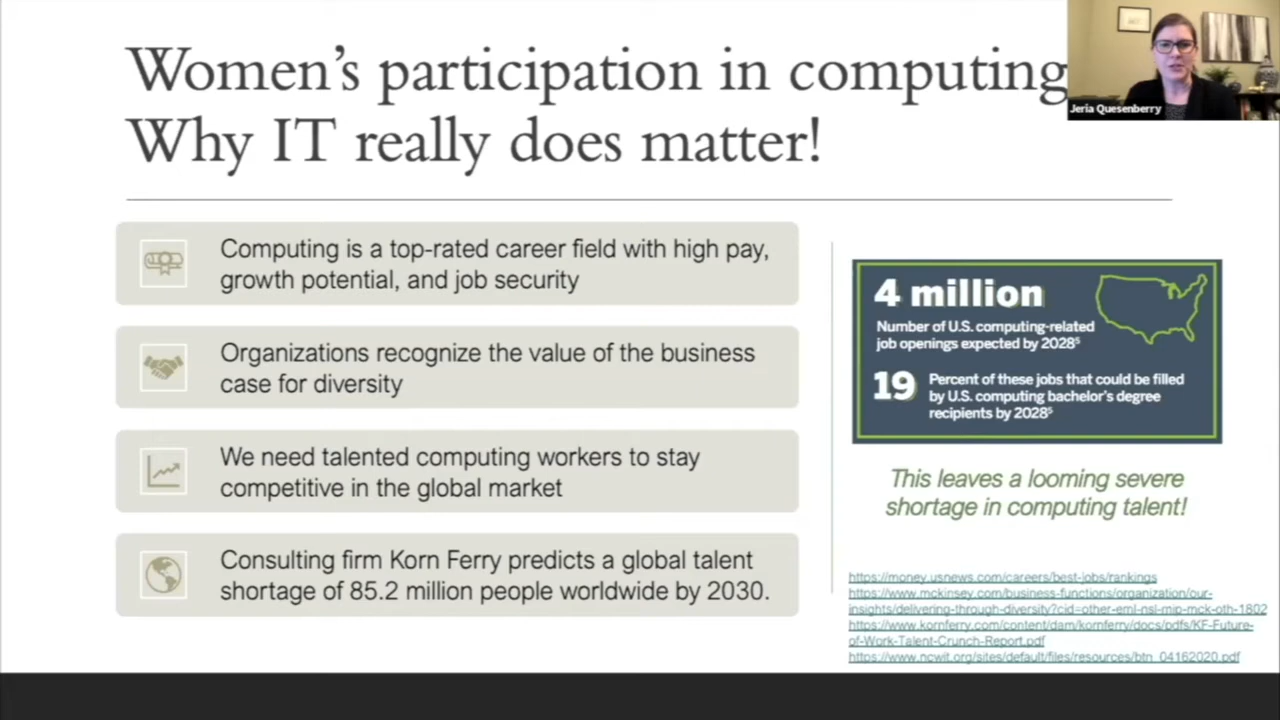 Women's participation in computing
Why IT really does matter!
Jeria Quesenberry
Computing is a top-rated career field with high pay,
growth potential, and job security
Organizations recognize the value of the business
case for diversity
We need talented computing workers to stay
competitive in the global market
Consulting firm Korn Ferry predicts a global talent
shortage of 85.2 million people worldwide by 2030.
4 million
Number of U.S. computing-related
job openings expected by 2028⁵
19
Percent of these jobs that could be filled
by U.S. computing bachelor's degree
recipients by 2028⁵
This leaves a looming severe
shortage in computing talent!
https://money.usnews.com/careers/best-jobs/rankings
https://www.mckinsey.com/business-functions/organization/our-
insights/delivering-through-diversity?cid=other-eml-nsl-mip-mck-oth-1802
https://www.kornferry.com/content/dam/kornferry/docs/pdfs/KF-Future-
of-Work-Talent-Crunch-Report.pdf
https://www.ncwit.org/sites/default/files/resources/btn_04162020.pdf